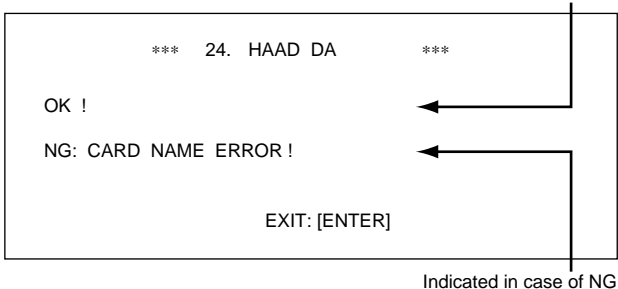 *** 24. HAAD DA ***
OK !
NG: CARD NAME ERROR !
EXIT: [ENTER]
Indicated in case of NG